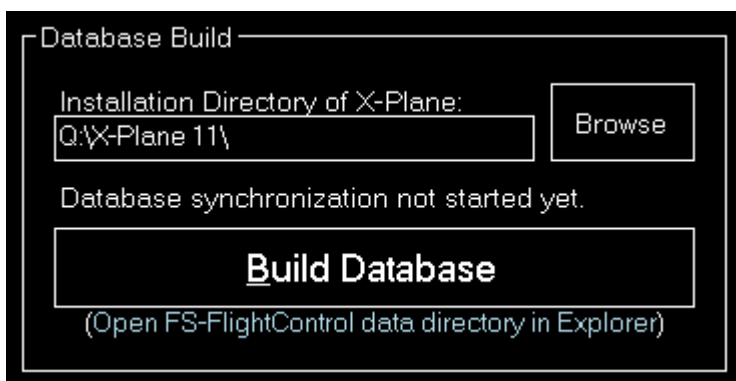 Database Build
Installation Directory of X-Plane:
Q:\X-Plane 11\
Browse
Database synchronization not started yet.
Build Database
(Open FS-FlightControl data directory in Explorer)